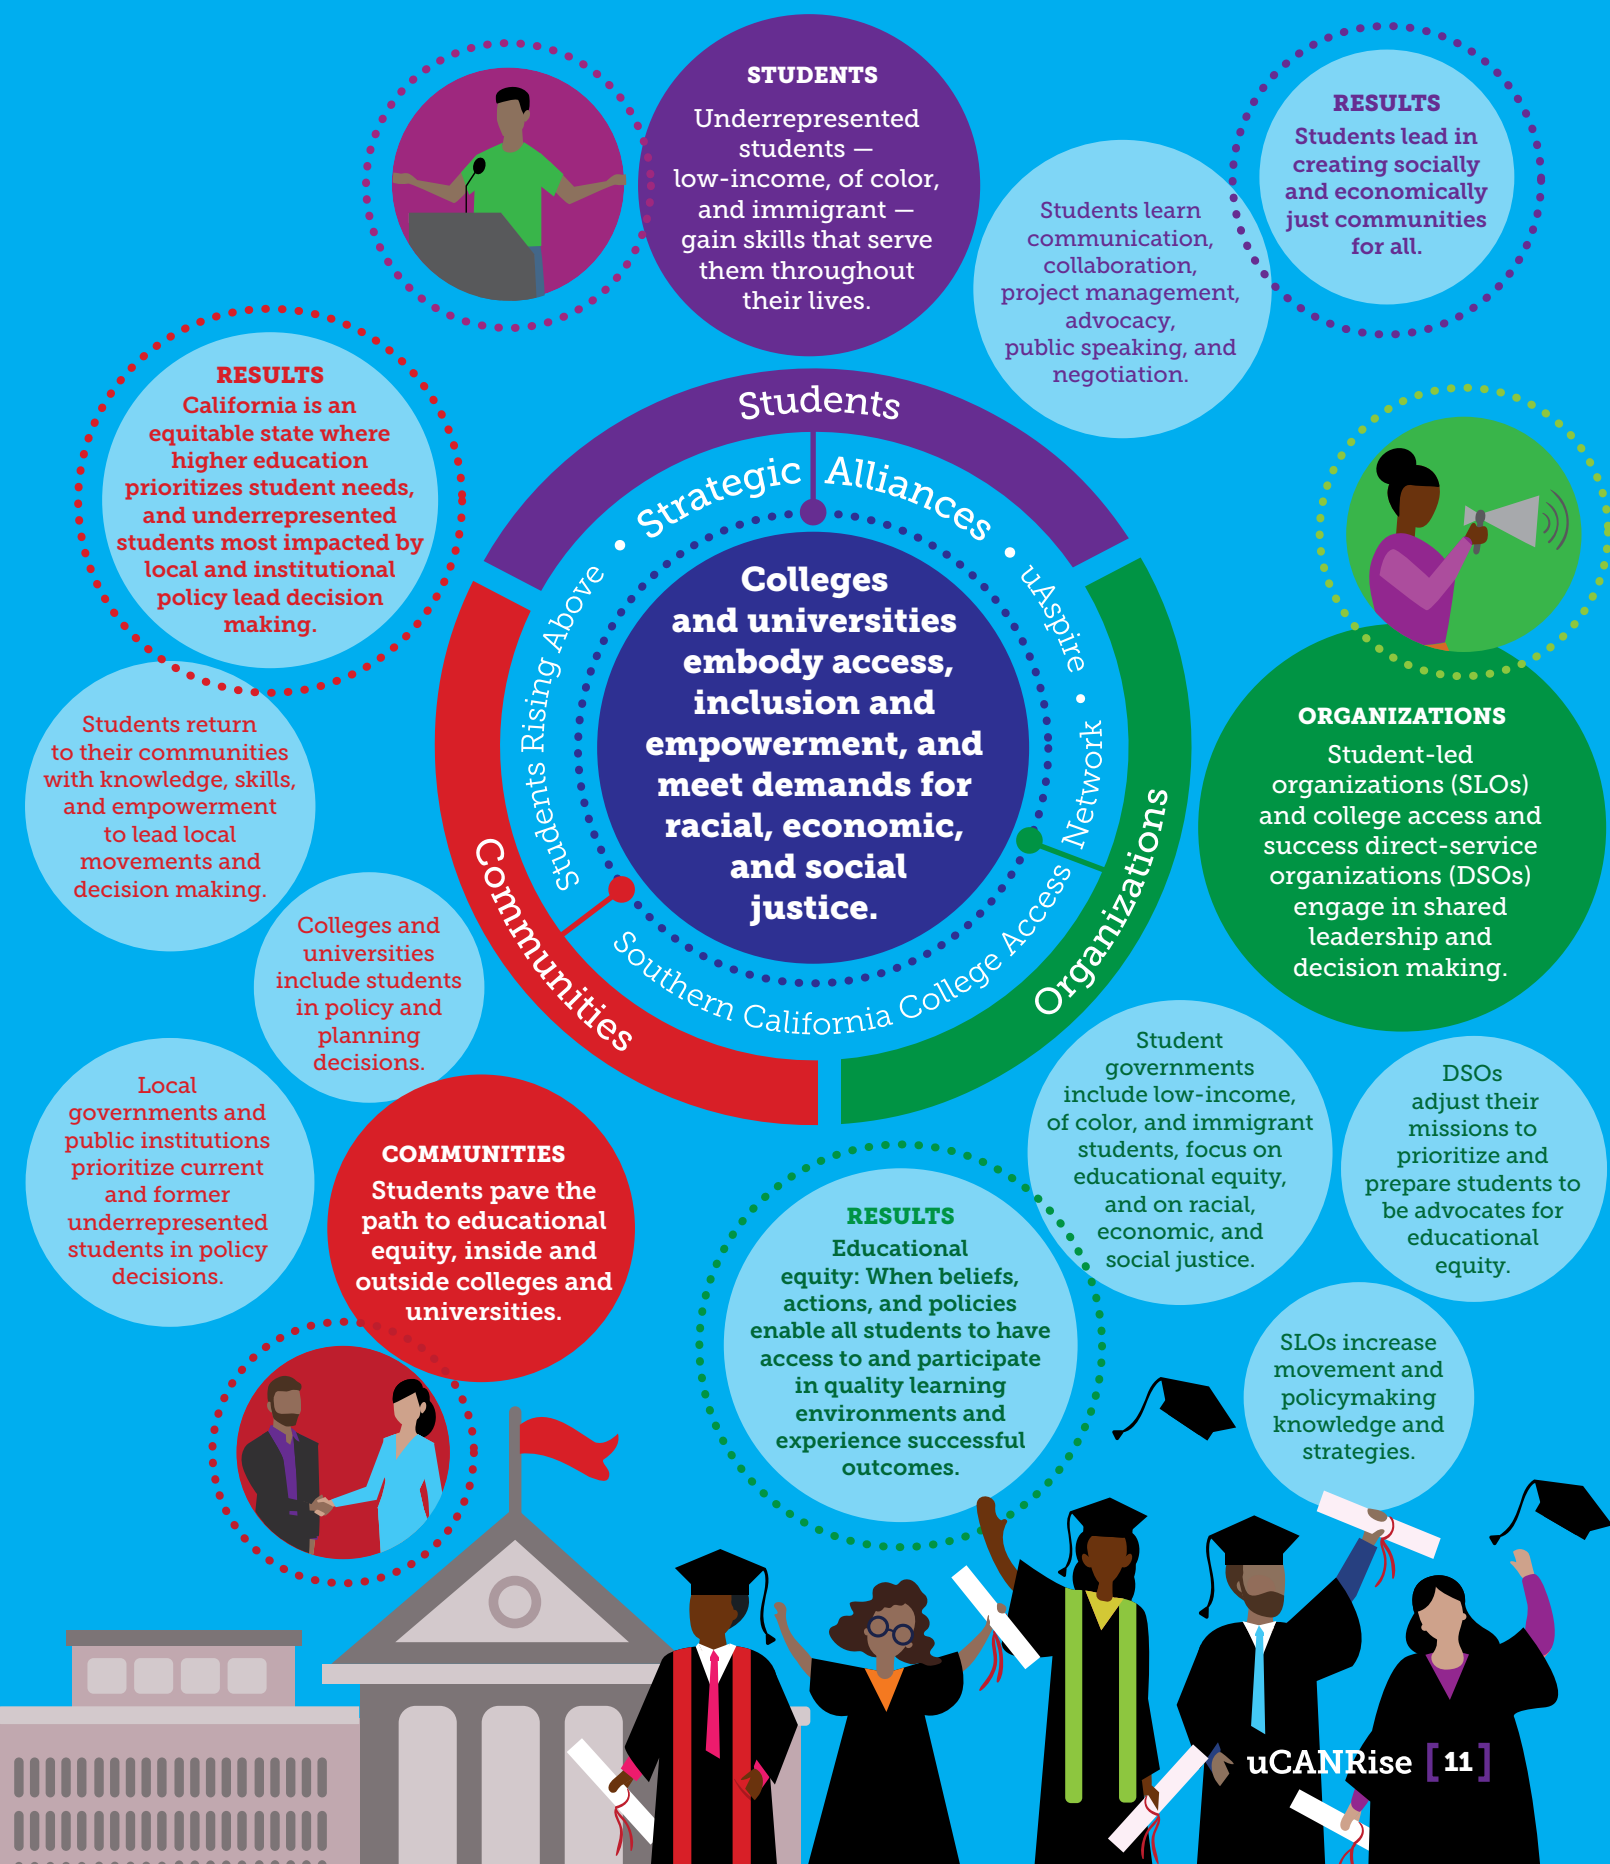 STUDENTS
Underrepresented
students —
low-income, of color,
and immigrant —
gain skills that serve
them throughout
their lives.
Students learn
communication,
collaboration,
project management,
advocacy,
public speaking, and
negotiation.
RESULTS
Students lead in
creating socially
and economically
just communities
for all.
RESULTS
California is an
equitable state where
higher education
prioritizes student needs,
and underrepresented
students most impacted by
local and institutional
policy lead decision
making.
Students return
to their communities
with knowledge, skills,
and empowerment
to lead local
movements and
decision making.
Colleges and
universities
include students
in policy and
planning
decisions.
Local
governments and
public institutions
prioritize current
and former
underrepresented
students in policy
decisions.
COMMUNITIES
Students pave the
path to educational
equity, inside and
outside colleges and
universities.
Students
Organizations
Communities
Strategic Alliances • uAspire • Network
Southern California College Access
Students Rising Above •
Colleges
and universities
embody access,
inclusion and
empowerment, and
meet demands for
racial, economic,
and social
justice.
ORGANIZATIONS
Student-led
organizations (SLOs)
and college access and
success direct-service
organizations (DSOs)
engage in shared
leadership and
decision making.
Student
governments
include low-income,
of color, and immigrant
students, focus on
educational equity,
and on racial,
economic, and
social justice.
DSOs
adjust their
missions to
prioritize and
prepare students to
be advocates for
educational
equity.
SLOs increase
movement and
policymaking
knowledge and
strategies.
RESULTS
Educational
equity: When beliefs,
actions, and policies
enable all students to have
access to and participate
in quality learning
environments and
experience successful
outcomes.
uCANRise [11]